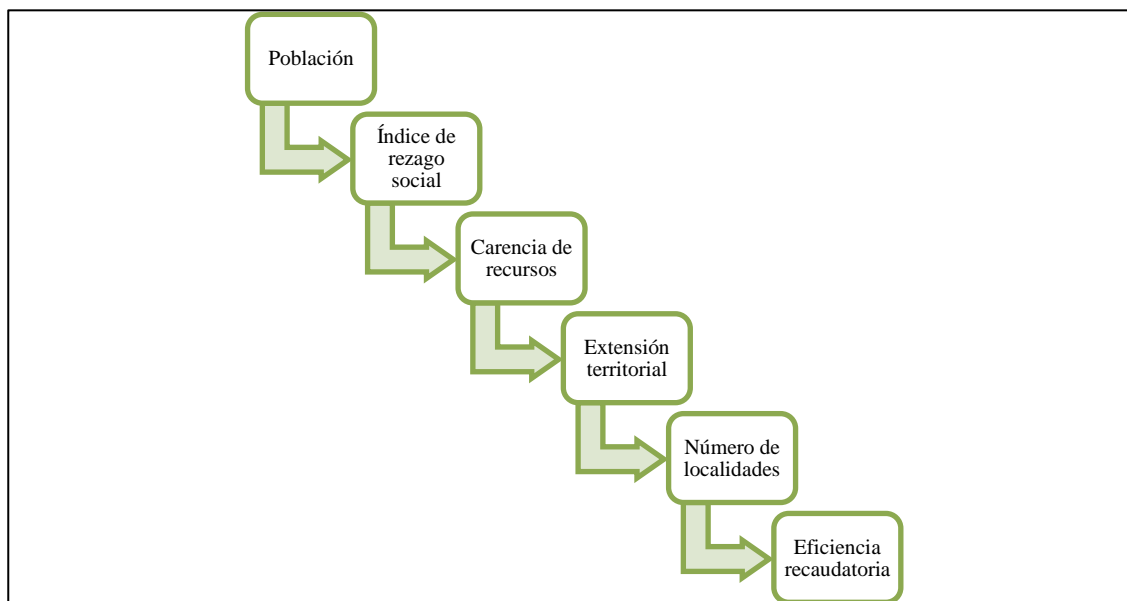 Población
Índice de
rezago
social
Carencia de
recursos
Extensión
territorial
Número de
localidades
Eficiencia
recaudatoria